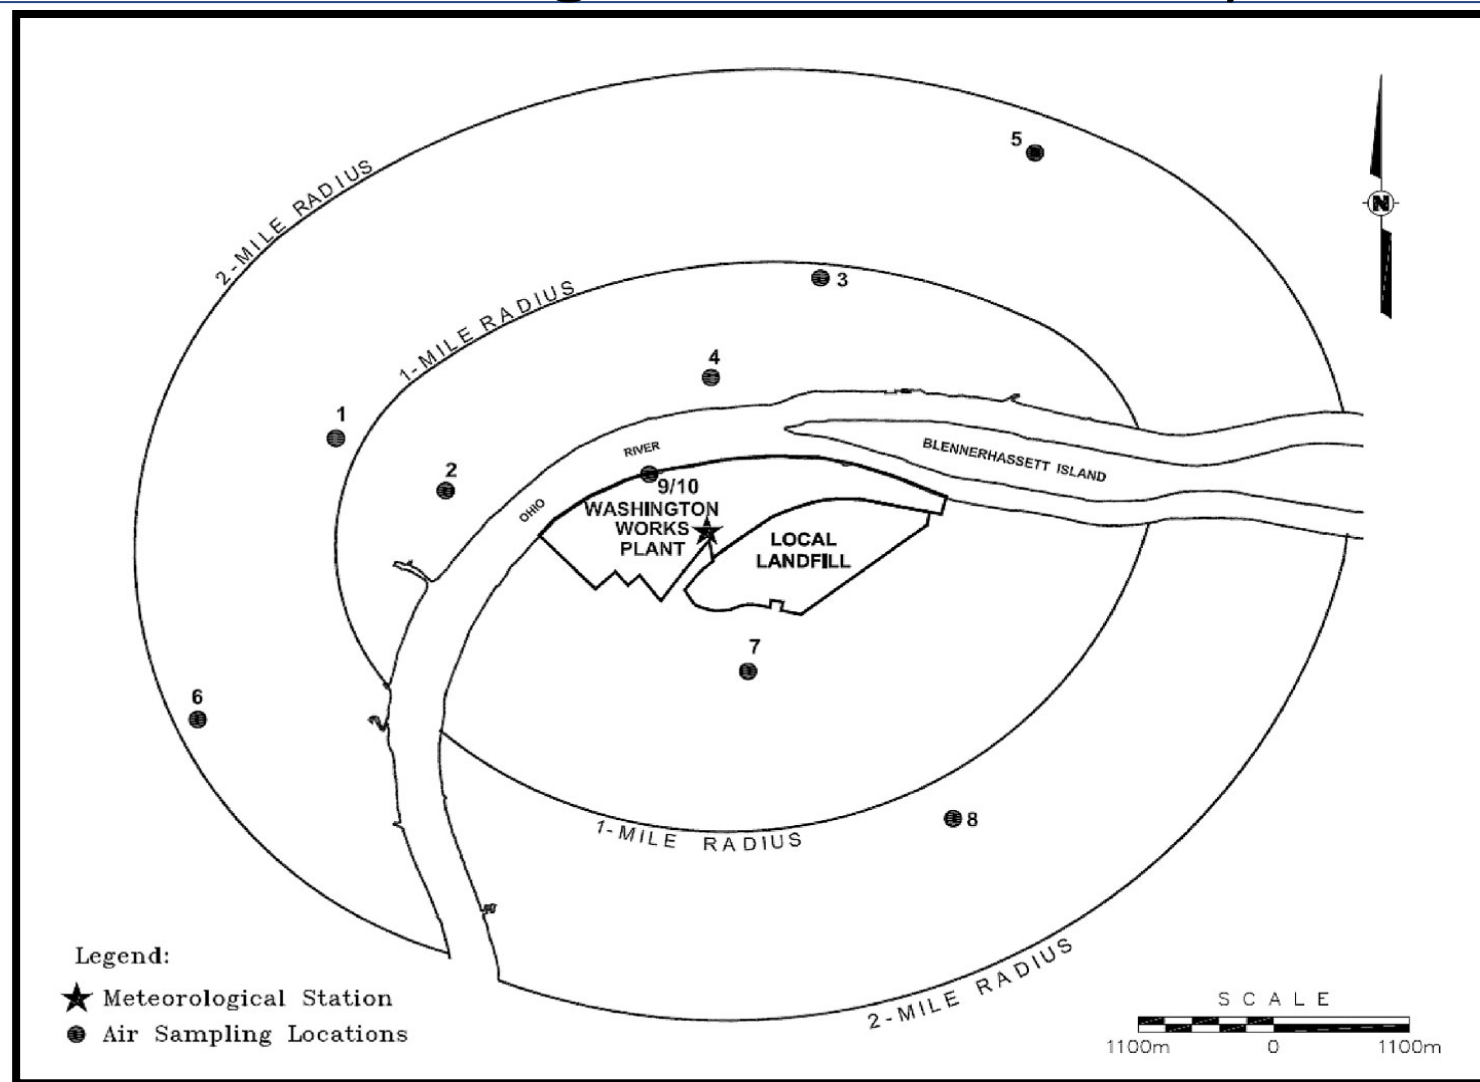 2-MILE RADIUS
5
N
1-MILE RADIUS
3
4
1
2
RIVER
BLENNERHASSETT ISLAND
OHIO
9/10
WASHINGTON
WORKS
PLANT
LOCAL
LANDFILL
7
6
8
1-MILE RADIUS
2-MILE RADIUS
Legend:
Meteorological Station
Air Sampling Locations
SCALE
1100m 0 1100m